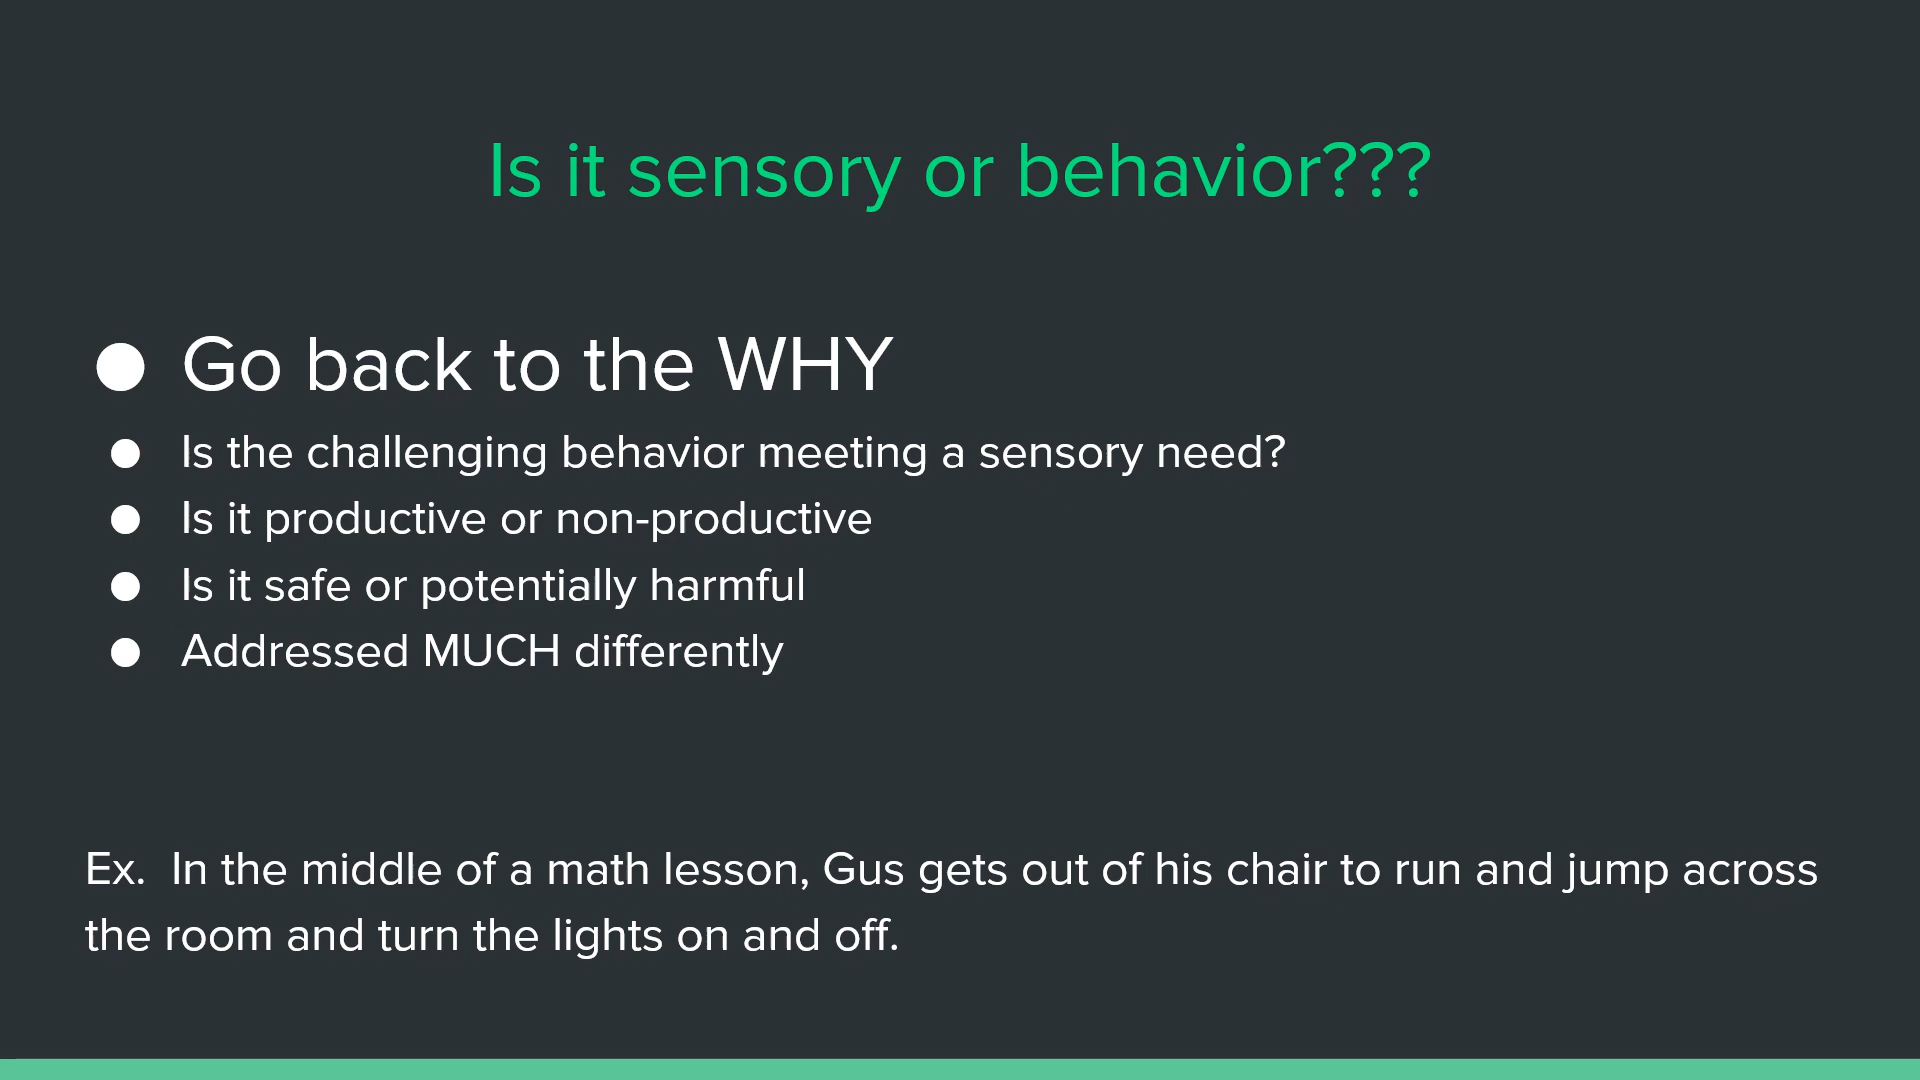 Is it sensory or behavior???
● Go back to the WHY
● Is the challenging behavior meeting a sensory need?
● Is it productive or non-productive
● Is it safe or potentially harmful
● Addressed MUCH differently
Ex.  In the middle of a math lesson, Gus gets out of his chair to run and jump across
the room and turn the lights on and off.